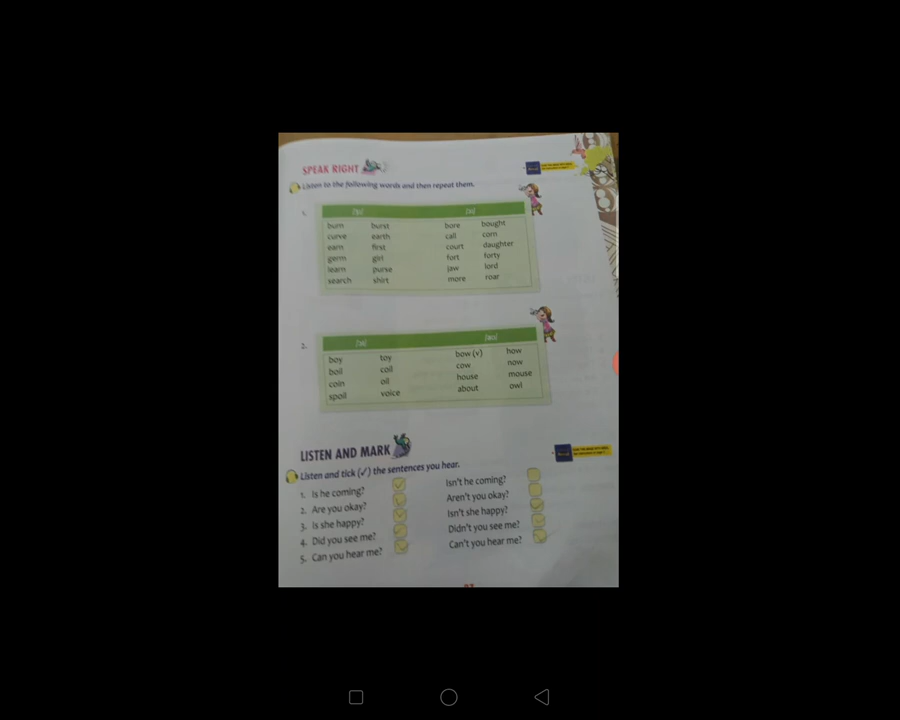 SPEAK RIGHT
Listen to the following words and then repeat them.
1.
burn burst bore bought
curve earth call corn
earn first court daughter
germ girl fort forty
learn purse jaw lord
search shirt more roar
2.
boy toy bow (v) how
boil coil cow now
coin oil house mouse
spoil voice about owl
LISTEN AND MARK
Listen and tick (✓) the sentences you hear.
1. Is he coming? Isn't he coming?
2. Are you okay? Aren't you okay?
3. Is she happy? Isn't she happy?
4. Did you see me? Didn't you see me?
5. Can you hear me? Can't you hear me?